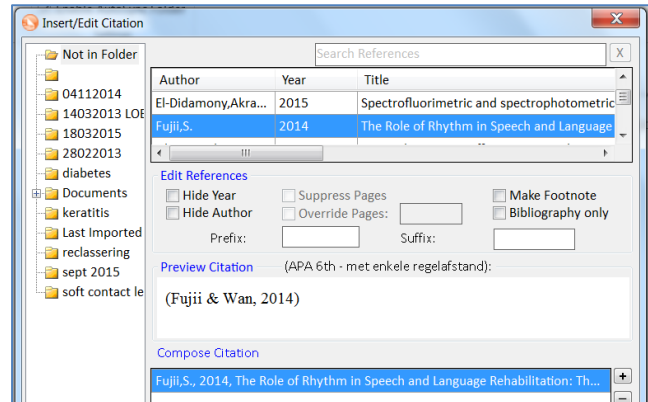 Insert/Edit Citation
X
Not in Folder
Search References
X
04112014
14032013 LOE
18032015
28022013
diabetes
Documents
keratitis
Last Imported
reclassering
sept 2015
soft contact le
Author Year Title
El-Didamony,Akra... 2015 Spectrofluorimetric and spectrophotometric
Fujii,S. 2014 The Role of Rhythm in Speech and Language
Edit References
Hide Year Suppress Pages Make Footnote
Hide Author Override Pages: Bibliography only
Prefix: Suffix:
Preview Citation (APA 6th - met enkele regelafstand):
(Fujii & Wan, 2014)
Compose Citation
Fujii,S., 2014, The Role of Rhythm in Speech and Language Rehabilitation: Th...